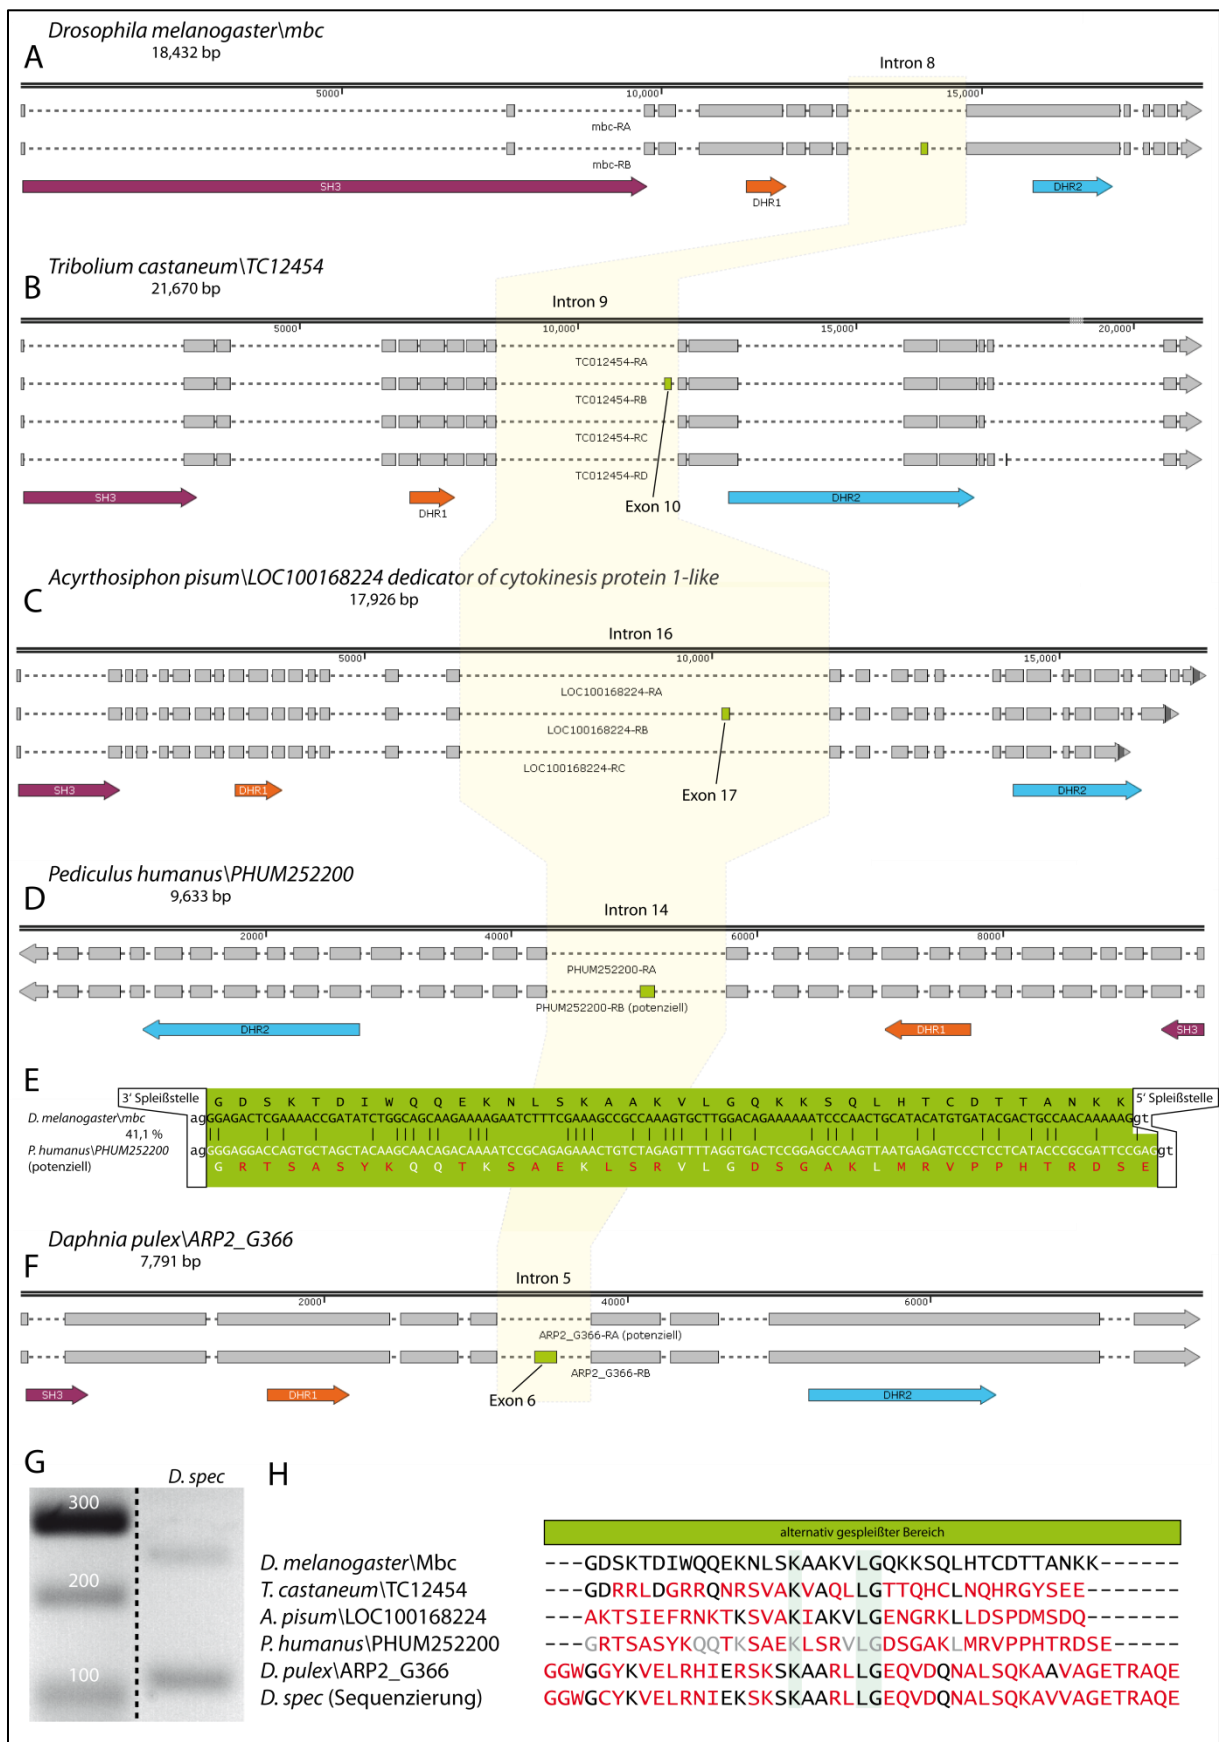 Drosophila melanogaster\mbc
A
18,432 bp
Intron 8
5000 10,000 15,000
mbc-RA
mbc-RB
SH3 DHR1 DHR2
Tribolium castaneum\TC12454
B
21,670 bp
Intron 9
5000 10,000 15,000 20,000
TC012454-RA
TC012454-RB
TC012454-RC
TC012454-RD
SH3 DHR1 DHR2
Exon 10
Acyrthosiphon pisum\LOC100168224 dedicator of cytokinesis protein 1-like
C
17,926 bp
Intron 16
5000 10,000 15,000
LOC100168224-RA
LOC100168224-RB
LOC100168224-RC
SH3 DHR1 DHR2
Exon 17
Pediculus humanus\PHUM252200
D
9,633 bp
Intron 14
2000 4000 6000 8000
PHUM252200-RA
PHUM252200-RB (potenziell)
DHR2 DHR1 SH3
E
3' Spleißstelle
G D S K T D I W Q Q E K N L S K A A K V L G Q K K S Q L H T C D T T A N K K
5' Spleißstelle
D. melanogaster\mbc agGGAGACTCGAAAACCGATATCTGGCAGCAAGAAAAGAATCTTTCGAAAGCCGCCAAAGTGCTTGGACAGAAAAAATCCCAACTGCATACATGTGATACGACTGCCAACAAAAAGgt
41,1 %
P. humanus\PHUM252200 agGGGAGGACCAGTGCTAGCTACAAGCAACAGACAAAATCCGCAGAGAAACTGTCTAGAGTTTTAGGTGACTCCGGAGCCAAGTTAATGAGAGTCCCTCCTCATACCCGCGATTCCGAGgt
(potenziell) G R T S A S Y K Q Q T K S A E K L S R V L G D S G A K L M R V P P H T R D S E
Daphnia pulex\ARP2_G366
7,791 bp
F
Intron 5
2000 4000 6000
ARP2_G366-RA (potenziell)
ARP2_G366-RB
SH3 DHR1 DHR2
Exon 6
G
D. spec
300
200
100
H
alternativ gespleißter Bereich
D. melanogaster\Mbc ---GDSKTDIWQQEKNLSKAAKVLGQKKSQLHTCDTTANKK------
T. castaneum\TC12454 ---GDRRLDGRRQNRSVAKVAQLLGTTQHCLNQHRGYSEE-------
A. pisum\LOC100168224 ---AKTSIEFRNKTKSVAKIAKVLGENGRKLLDSPDMSDQ-------
P. humanus\PHUM252200 ---GRTSASYKQQTKSAEKLSRVLGDSGAKLMRVPPHTRDSE-----
D. pulex\ARP2_G366 GGWGGYKVELRHIERSKSKAARLLGEQVDQNALSQKAAVAGETRAQE
D. spec (Sequenzierung) GGWGCYKVELRNIEKSKSKAARLLGEQVDQNALSQKAVVAGETRAQE